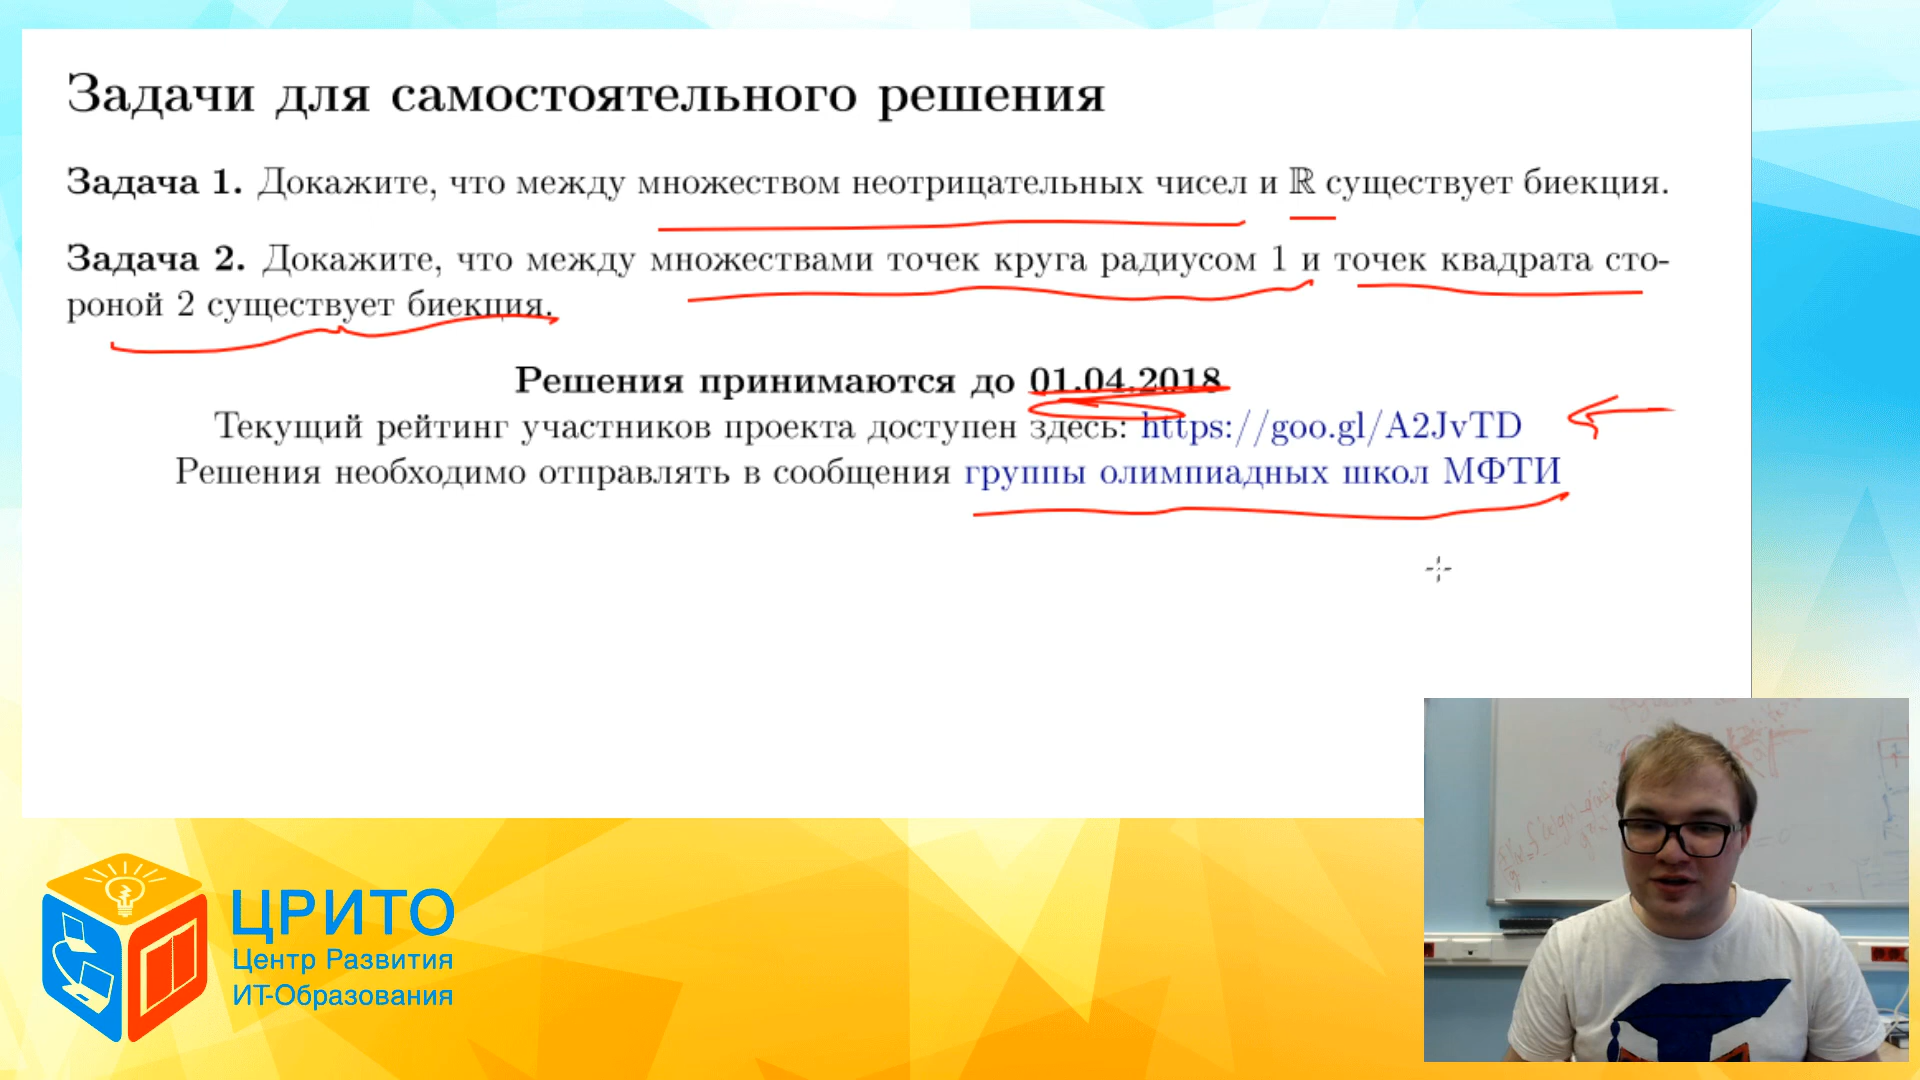 Задачи для самостоятельного решения
Задача 1. Докажите, что между множеством неотрицательных чисел и ℝ существует биекция.
Задача 2. Докажите, что между множествами точек круга радиусом 1 и точек квадрата сто-
роной 2 существует биекция.
Решения принимаются до 01.04.2018
Текущий рейтинг участников проекта доступен здесь: https://goo.gl/A2JvTD
Решения необходимо отправлять в сообщения группы олимпиадных школ МФТИ
ЦРИТО
Центр Развития
ИТ-Образования